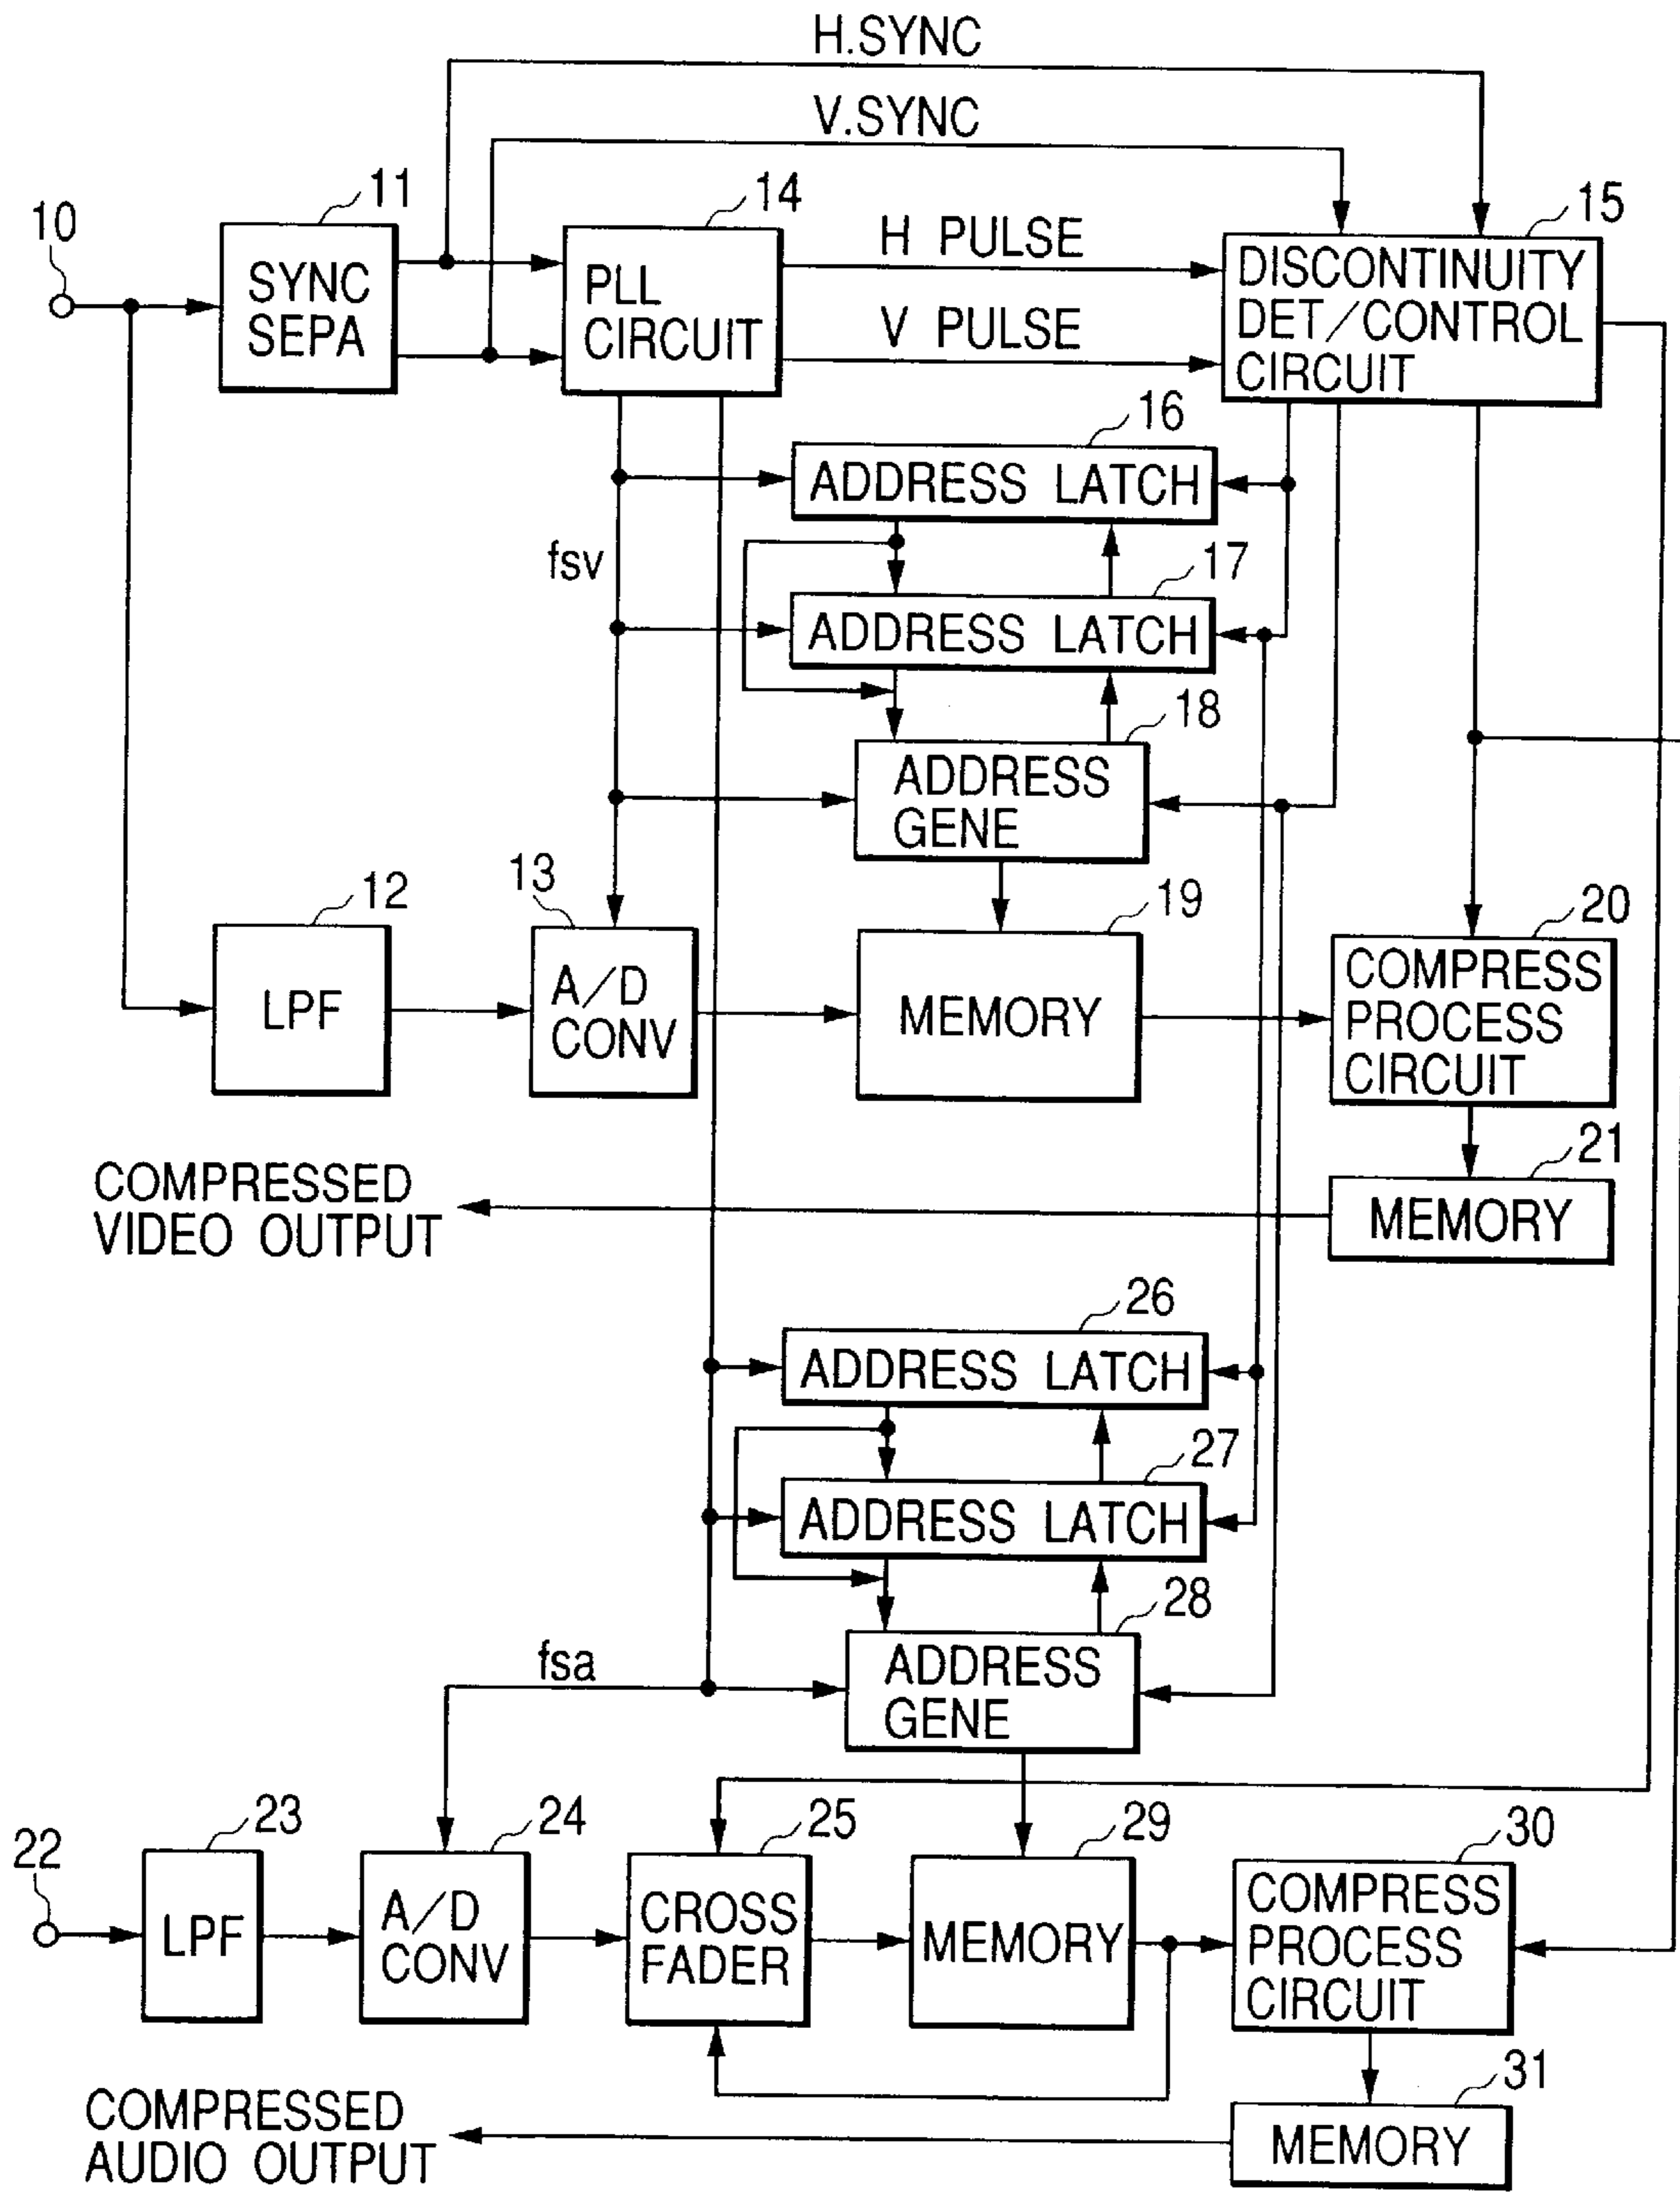 H.SYNC
V.SYNC
11
14
15
10
H PULSE
SYNC
SEPA
PLL
CIRCUIT
DISCONTINUITY
DET/CONTROL
CIRCUIT
V PULSE
16
ADDRESS LATCH
fsv
17
ADDRESS LATCH
18
ADDRESS
GENE
12
13
19
20
LPF
A/D
CONV
MEMORY
COMPRESS
PROCESS
CIRCUIT
21
COMPRESSED
VIDEO OUTPUT
MEMORY
26
ADDRESS LATCH
27
ADDRESS LATCH
28
fsa
ADDRESS
GENE
22
23
24
25
29
30
LPF
A/D
CONV
CROSS
FADER
MEMORY
COMPRESS
PROCESS
CIRCUIT
31
COMPRESSED
AUDIO OUTPUT
MEMORY